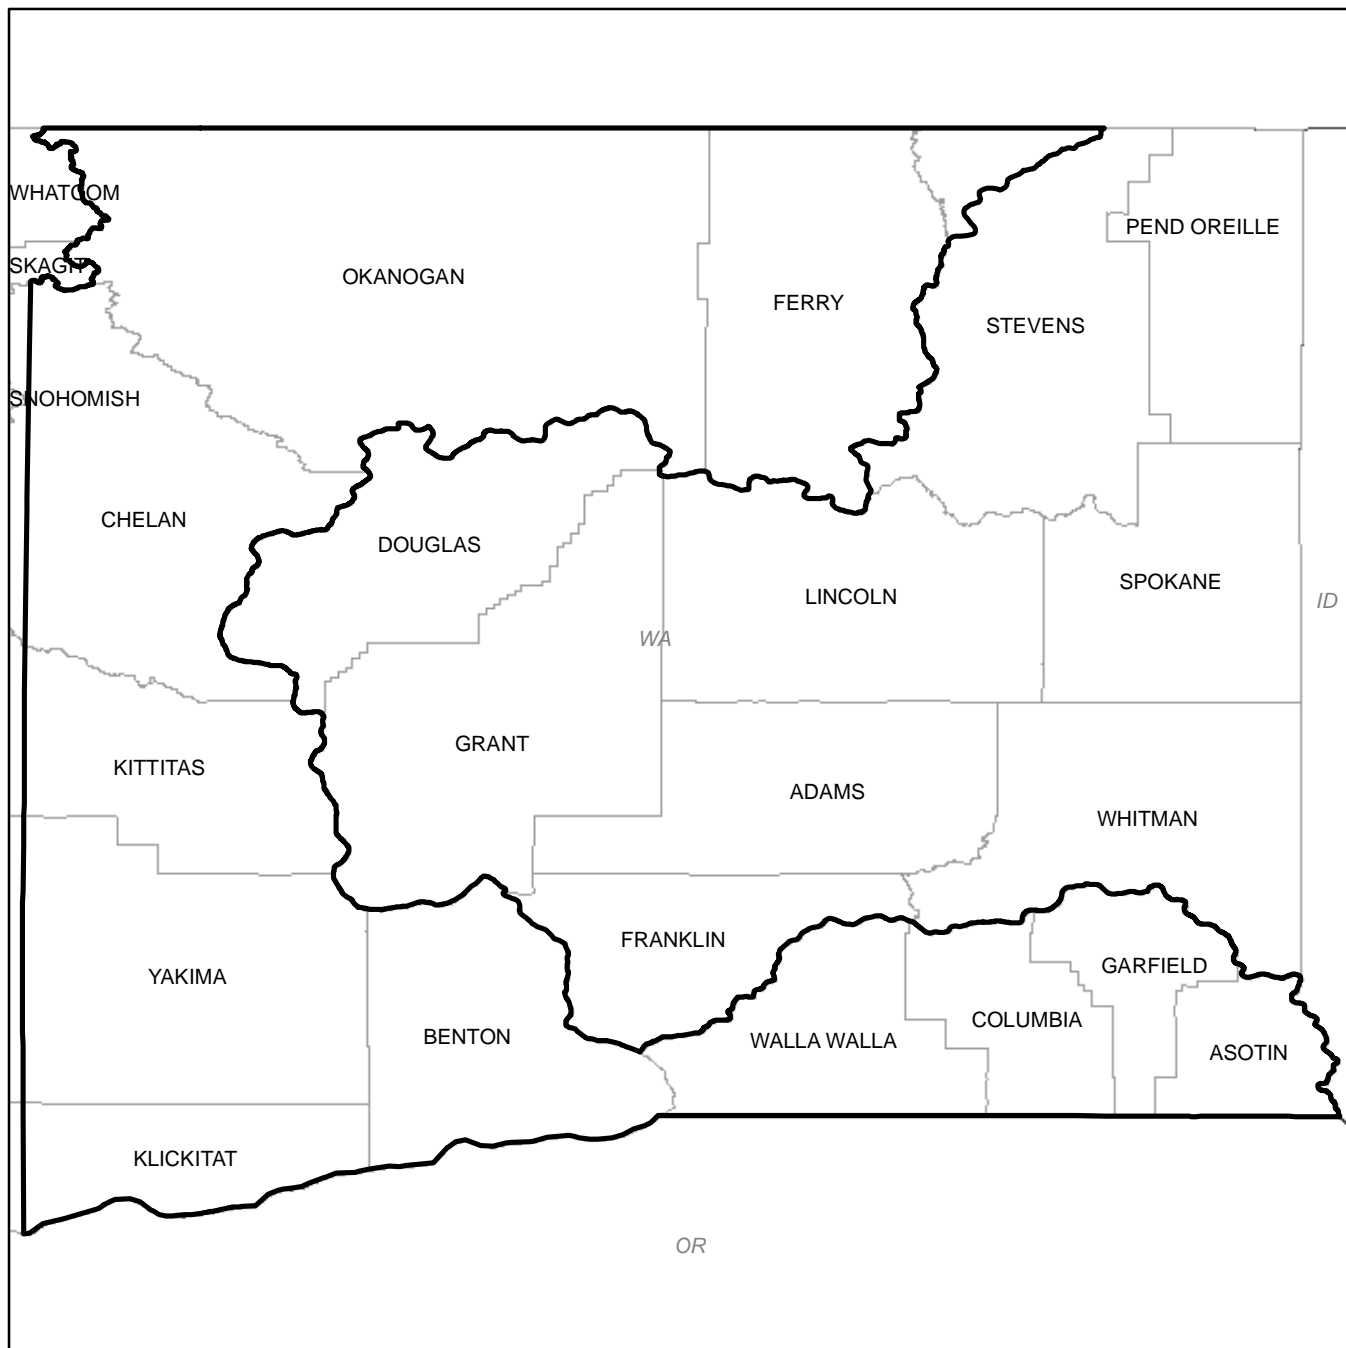 WHATCOM
PEND OREILLE
SKAGIT
OKANOGAN
FERRY
STEVENS
SNOHOMISH
CHELAN
DOUGLAS
SPOKANE
LINCOLN
ID
WA
GRANT
KITTITAS
ADAMS
WHITMAN
FRANKLIN
GARFIELD
YAKIMA
COLUMBIA
BENTON
WALLA WALLA
ASOTIN
KLICKITAT
OR